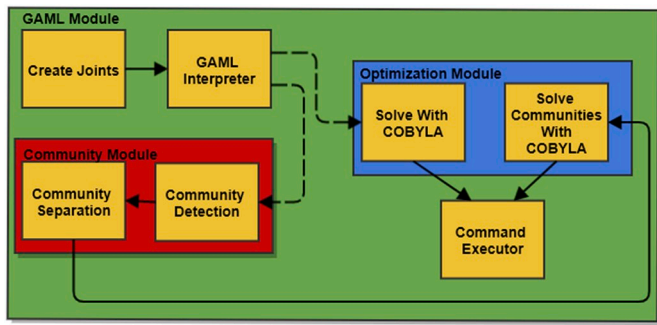 GAML Module
Create Joints
GAML
Interpreter
Optimization Module
Solve With
COBYLA
Solve
Communities
With
COBYLA
Community Module
Community
Separation
Community
Detection
Command
Executor